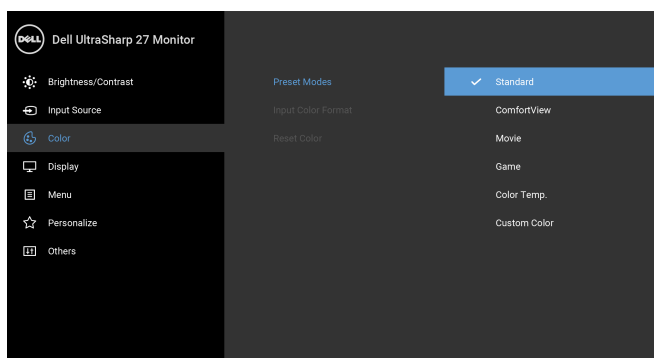 DELL Dell UltraSharp 27 Monitor
Brightness/Contrast Preset Modes Standard
Input Source Input Color Format ComfortView
Color Reset Color Movie
Display Game
Menu Color Temp.
Personalize Custom Color
Others